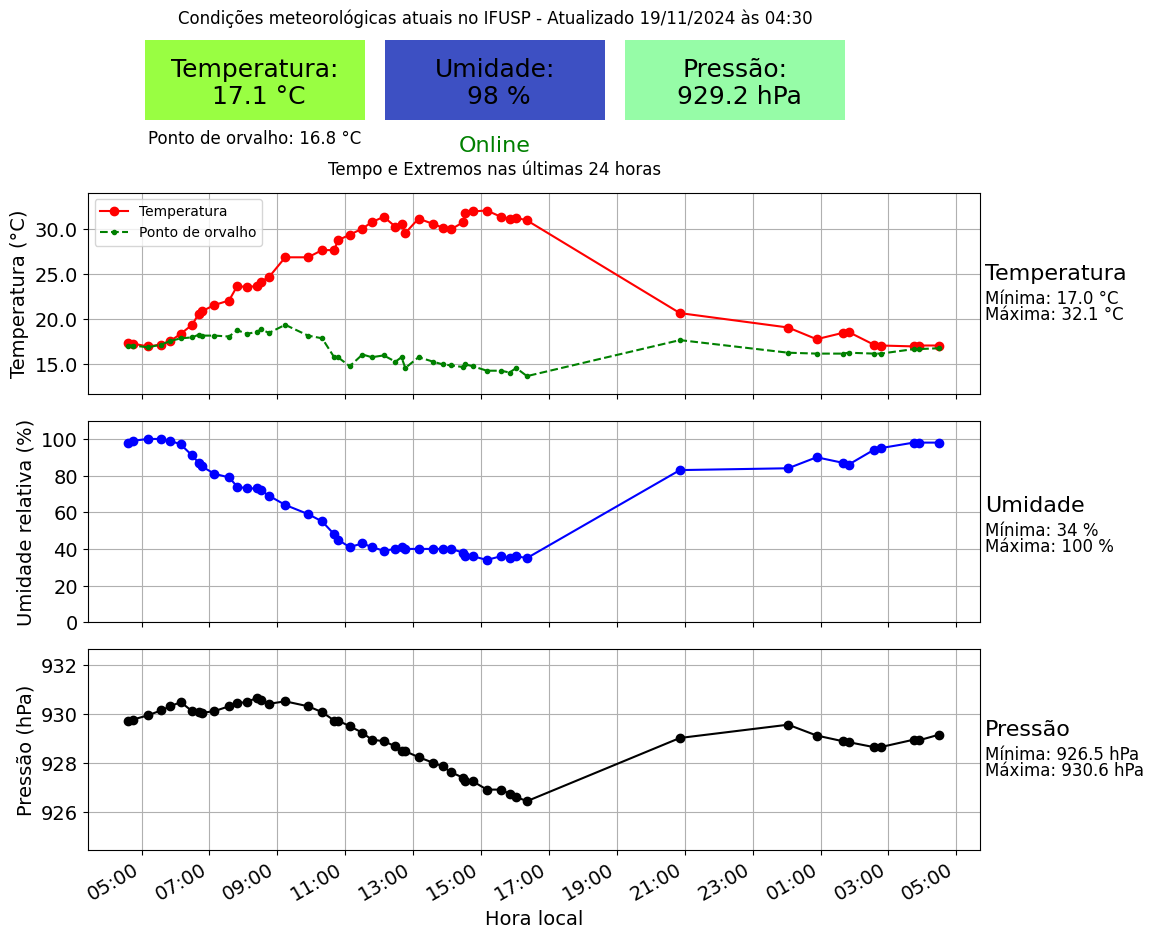 Condições meteorológicas atuais no IFUSP - Atualizado 19/11/2024 às 04:30
Temperatura:
17.1 °C
Umidade:
98 %
Pressão:
929.2 hPa
Ponto de orvalho: 16.8 °C
Online
Tempo e Extremos nas últimas 24 horas
Temperatura (°C)
30.0
25.0
20.0
15.0
Temperatura
Ponto de orvalho
Temperatura
Mínima: 17.0 °C
Máxima: 32.1 °C
Umidade relativa (%)
100
80
60
40
20
0
Umidade
Mínima: 34 %
Máxima: 100 %
Pressão (hPa)
932
930
928
926
Pressão
Mínima: 926.5 hPa
Máxima: 930.6 hPa
05:00 07:00 09:00 11:00 13:00 15:00 17:00 19:00 21:00 23:00 01:00 03:00 05:00
Hora local